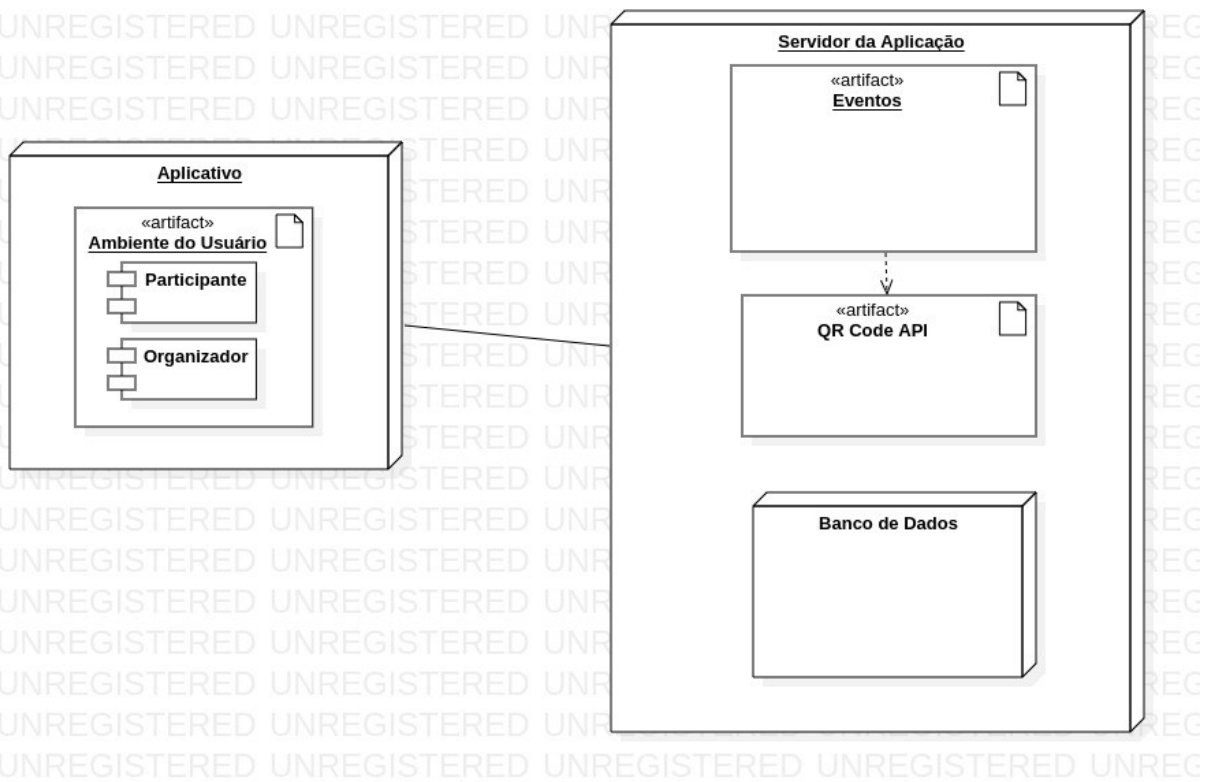 Aplicativo
«artifact»
Ambiente do Usuário
Participante
Organizador
Servidor da Aplicação
«artifact»
Eventos
«artifact»
QR Code API
Banco de Dados
UNREGISTERED